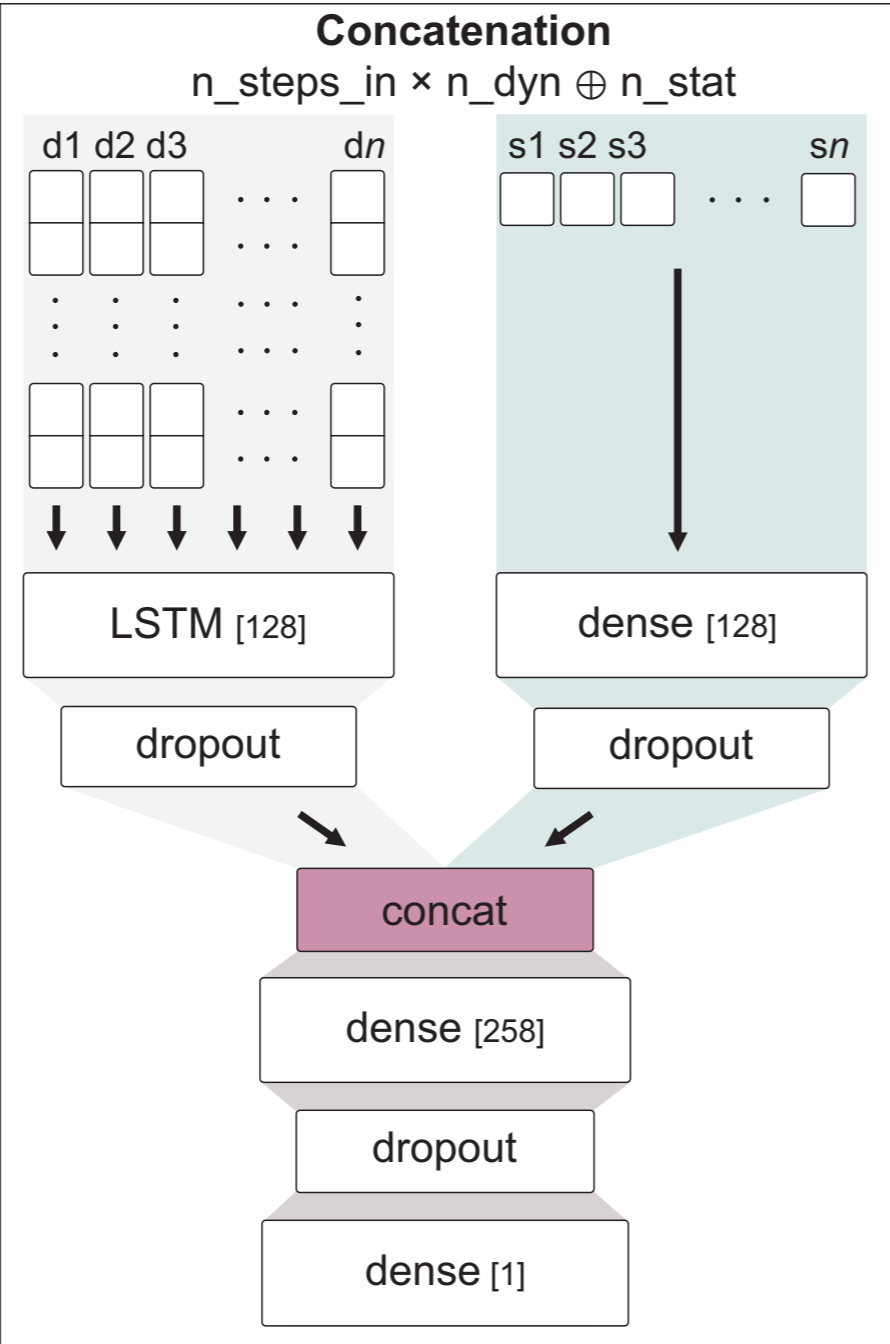 Concatenation
n_steps_in × n_dyn ⊕ n_stat
d1 d2 d3 . . . dn
s1 s2 s3 . . . sn
LSTM [128]
dense [128]
dropout
dropout
concat
dense [258]
dropout
dense [1]